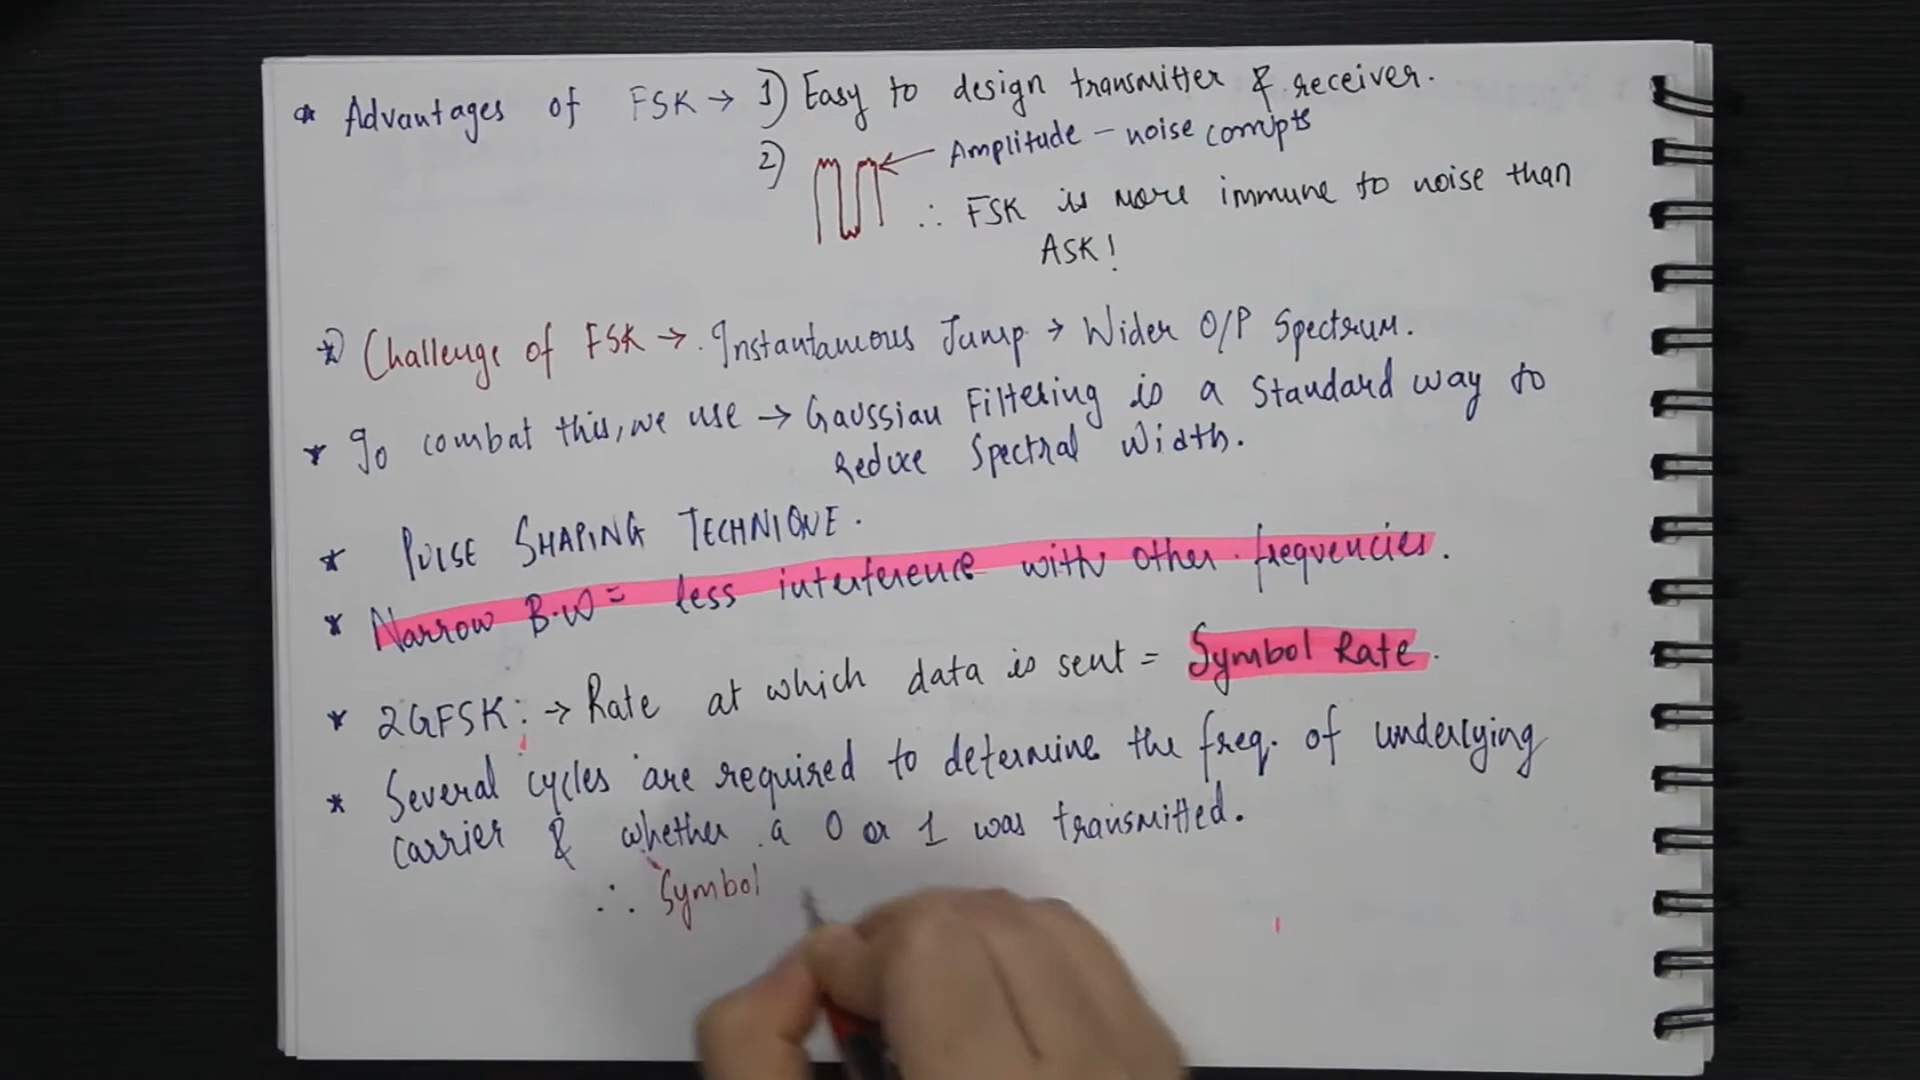 * Advantages of FSK → 1) Easy to design transmitter & receiver.
2) Amplitude – noise corrupts
∴ FSK is more immune to noise than
ASK!
* Challenge of FSK → Instantaneous Jump → Wider O/P Spectrum.
* To combat this, we use → Gaussian Filtering is a Standard way to
reduce Spectral Width.
* PULSE SHAPING TECHNIQUE.
* Narrow B.W = less interference with other frequencies.
* 2GFSK: → Rate at which data is sent = Symbol Rate.
* Several cycles are required to determine the freq. of underlying
carrier & whether a 0 or 1 was transmitted.
∴ Symbol